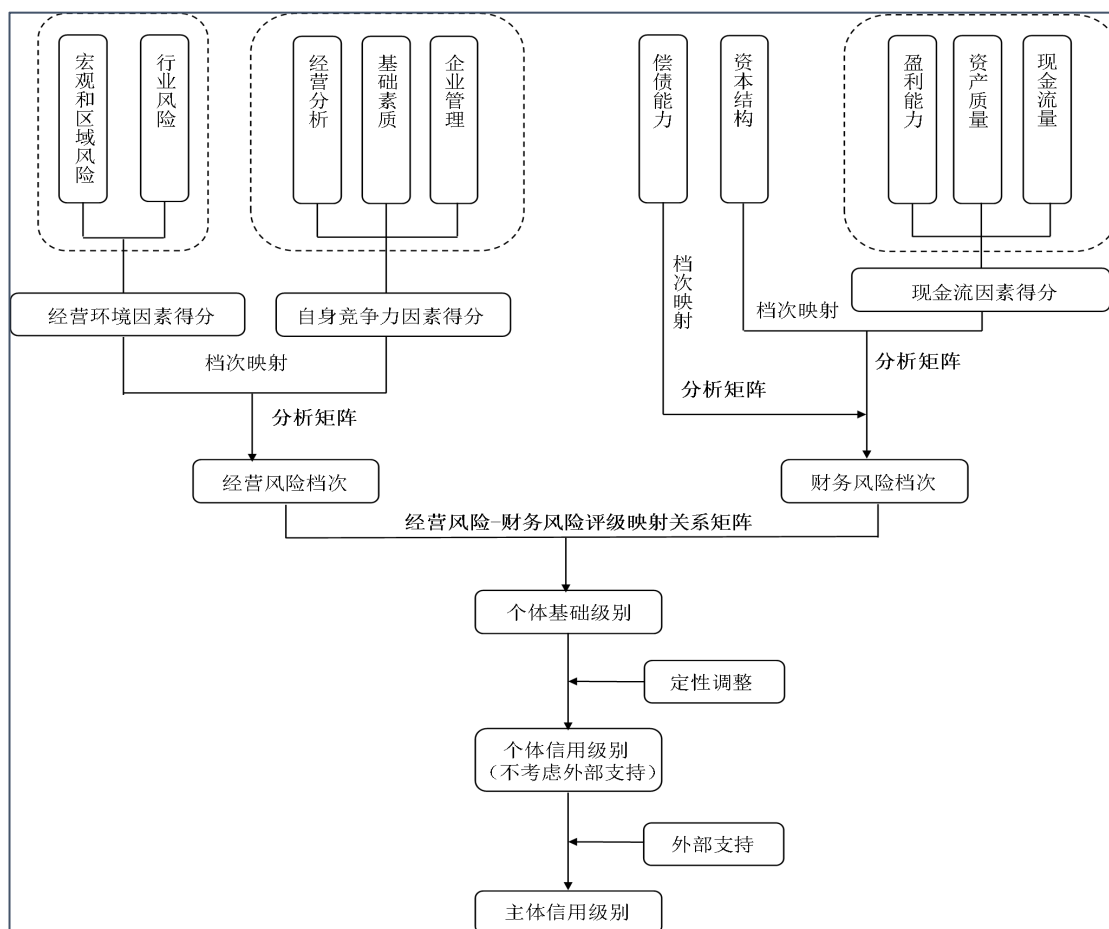 宏观和区域风险
行业风险
经营分析
基础素质
企业管理
偿债能力
资本结构
盈利能力
资产质量
现金流量
档次映射
现金流因素得分
经营环境因素得分
自身竞争力因素得分
档次映射
档次映射
分析矩阵
分析矩阵
分析矩阵
经营风险档次
财务风险档次
经营风险-财务风险评级映射关系矩阵
个体基础级别
定性调整
个体信用级别
（不考虑外部支持）
外部支持
主体信用级别